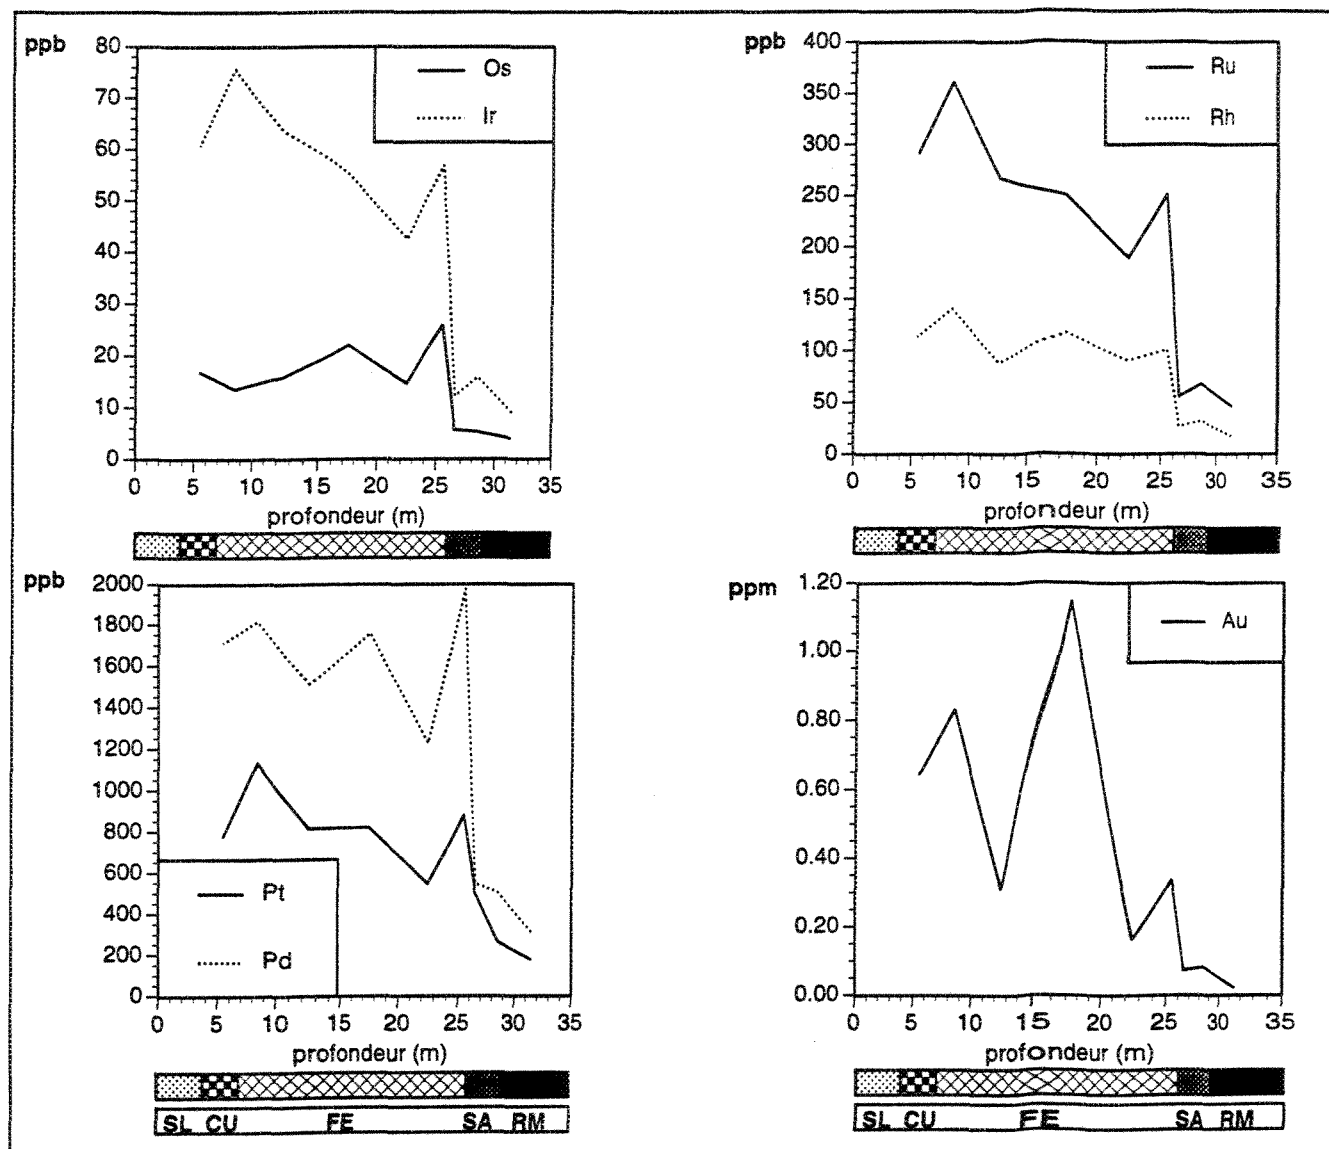 ppb
80
70
60
50
40
30
20
10
0
Os
Ir
0 5 10 15 20 25 30 35
profondeur (m)
ppb
400
350
300
250
200
150
100
50
0
Ru
Rh
0 5 10 15 20 25 30 35
profondeur (m)
ppb
2000
1800
1600
1400
1200
1000
800
600
400
200
0
Pt
Pd
0 5 10 15 20 25 30 35
profondeur (m)
SL CU FE SA RM
ppm
1.20
1.00
0.80
0.60
0.40
0.20
0.00
Au
0 5 10 15 20 25 30 35
profondeur (m)
SL CU FE SA RM